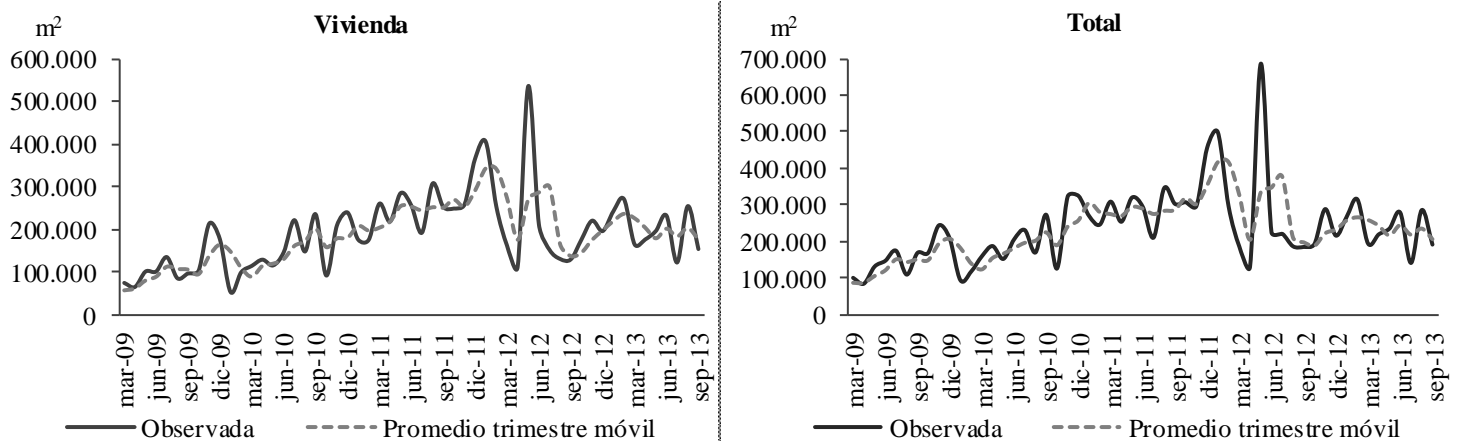 Vivienda
m²
600.000
500.000
400.000
300.000
200.000
100.000
0
mar-09
jun-09
sep-09
dic-09
mar-10
jun-10
sep-10
dic-10
mar-11
jun-11
sep-11
dic-11
mar-12
jun-12
sep-12
dic-12
mar-13
jun-13
sep-13
Observada
Promedio trimestre móvil
Total
m²
700.000
600.000
500.000
400.000
300.000
200.000
100.000
0
mar-09
jun-09
sep-09
dic-09
mar-10
jun-10
sep-10
dic-10
mar-11
jun-11
sep-11
dic-11
mar-12
jun-12
sep-12
dic-12
mar-13
jun-13
sep-13
Observada
Promedio trimestre móvil